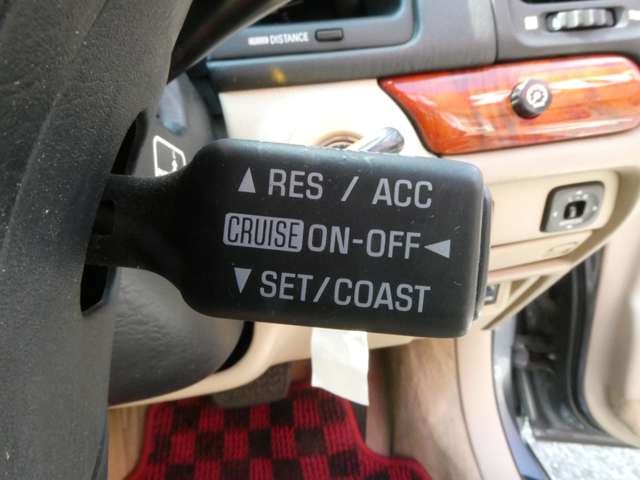 DISTANCE
▲ RES / ACC
CRUISE ON-OFF ◄
▼ SET/COAST